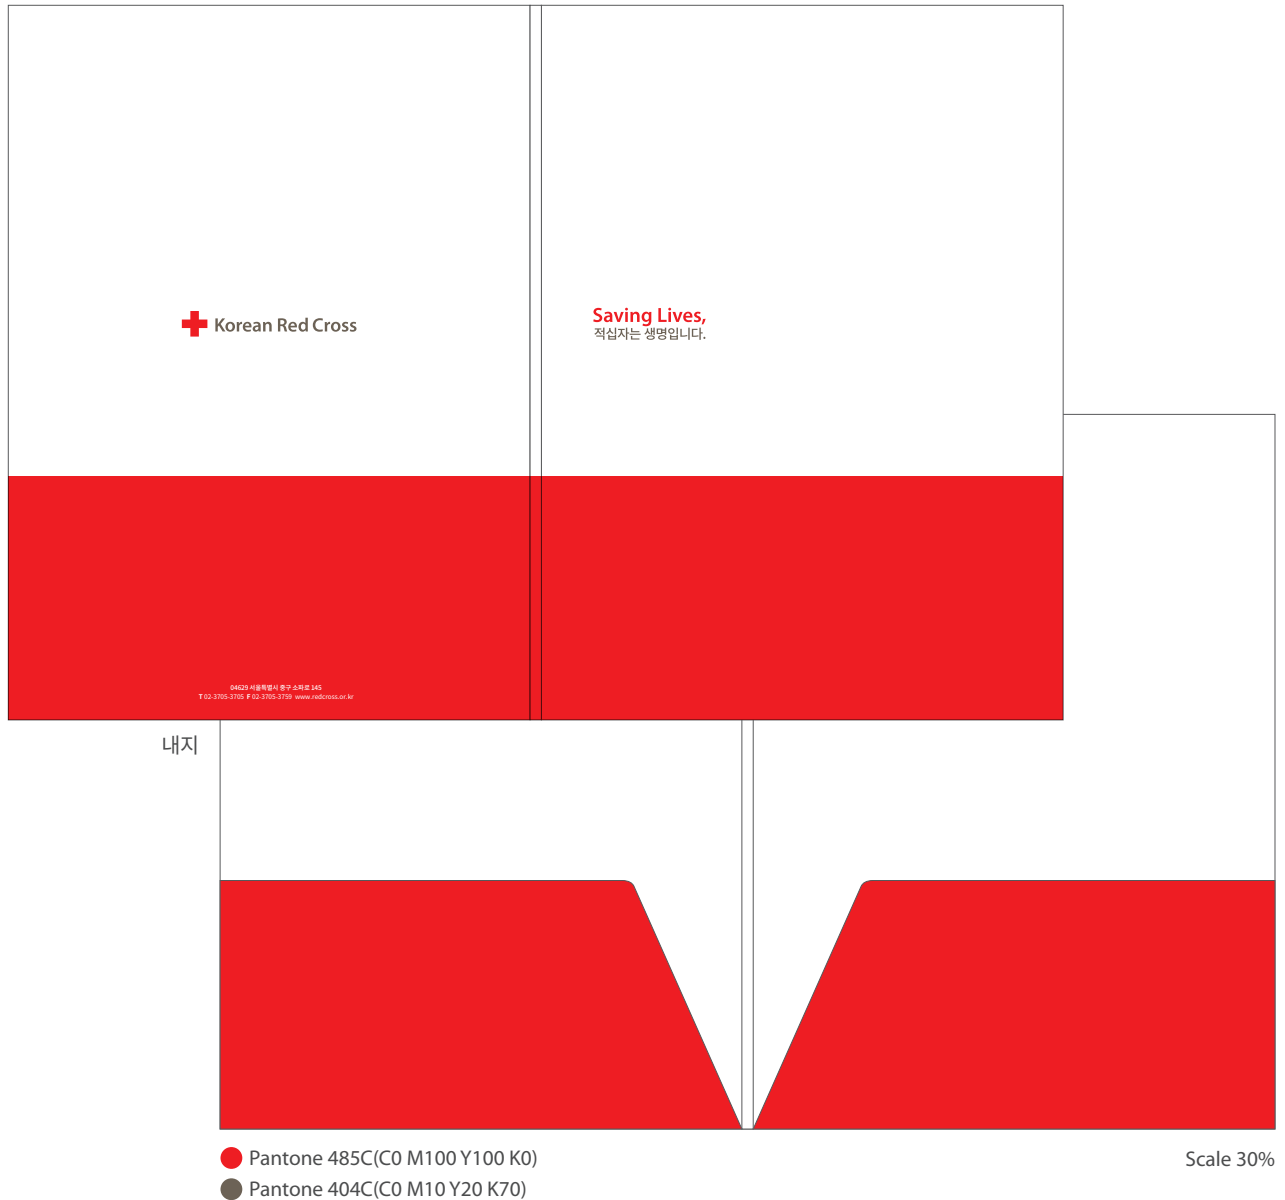 Korean Red Cross
Saving Lives,
적십자는 생명입니다.
04629 서울특별시 중구 소파로 145
T 02-3705-3705 F 02-3705-3759 www.redcross.or.kr
내지
Pantone 485C(C0 M100 Y100 K0)
Pantone 404C(C0 M10 Y20 K70)
Scale 30%